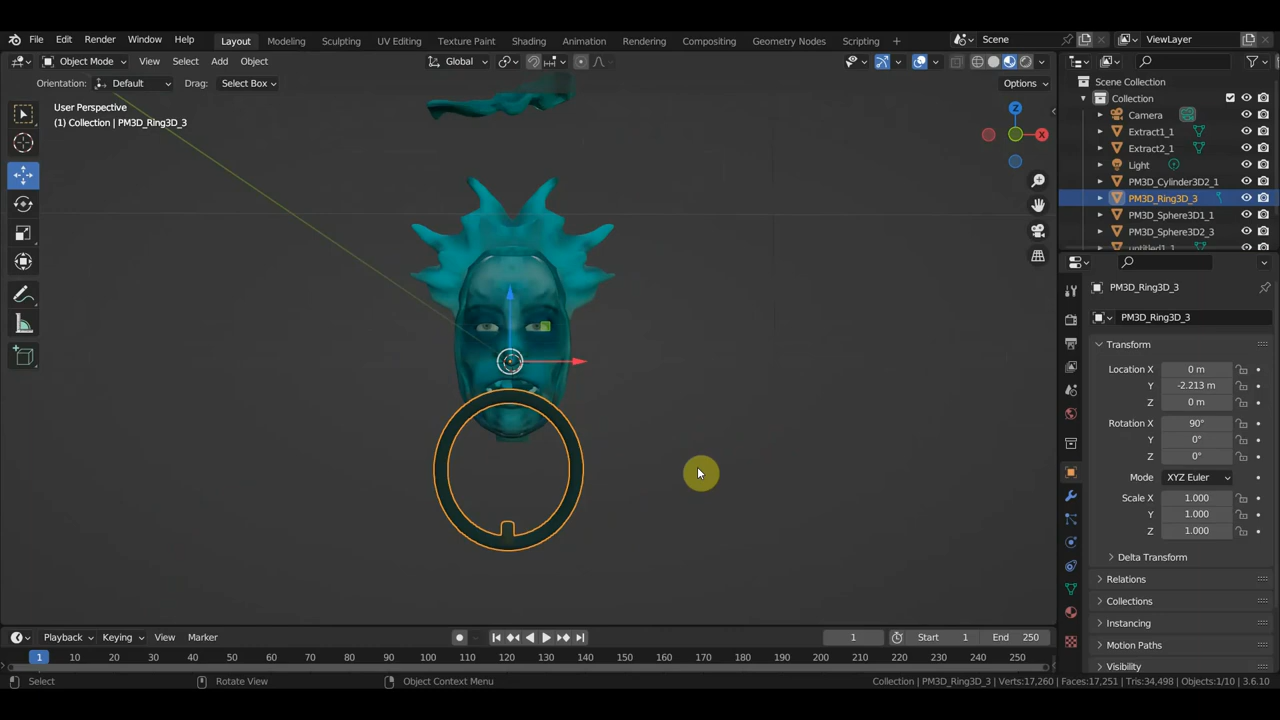 File Edit Render Window Help Layout Modeling Sculpting UV Editing Texture Paint Shading Animation Rendering Compositing Geometry Nodes Scripting + Scene ViewLayer
Object Mode View Select Add Object Global Options
Orientation: Default Drag: Select Box
User Perspective
(1) Collection | PM3D_Ring3D_3
Z
X
Scene Collection
Collection
Camera
Extract1_1
Extract2_1
Light
PM3D_Cylinder3D2_1
PM3D_Ring3D_3
PM3D_Sphere3D1_1
PM3D_Sphere3D2_3
untitled1_1
PM3D_Ring3D_3
PM3D_Ring3D_3
Transform
Location X 0 m
Y -2.213 m
Z 0 m
Rotation X 90°
Y 0°
Z 0°
Mode XYZ Euler
Scale X 1.000
Y 1.000
Z 1.000
Delta Transform
Relations
Collections
Instancing
Motion Paths
Visibility
Playback Keying View Marker 1 Start 1 End 250
1 10 20 30 40 50 60 70 80 90 100 110 120 130 140 150 160 170 180 190 200 210 220 230 240 250
Select Rotate View Object Context Menu Collection | PM3D_Ring3D_3 | Verts:17,260 | Faces:17,251 | Tris:34,498 | Objects:1/10 | 3.6.10